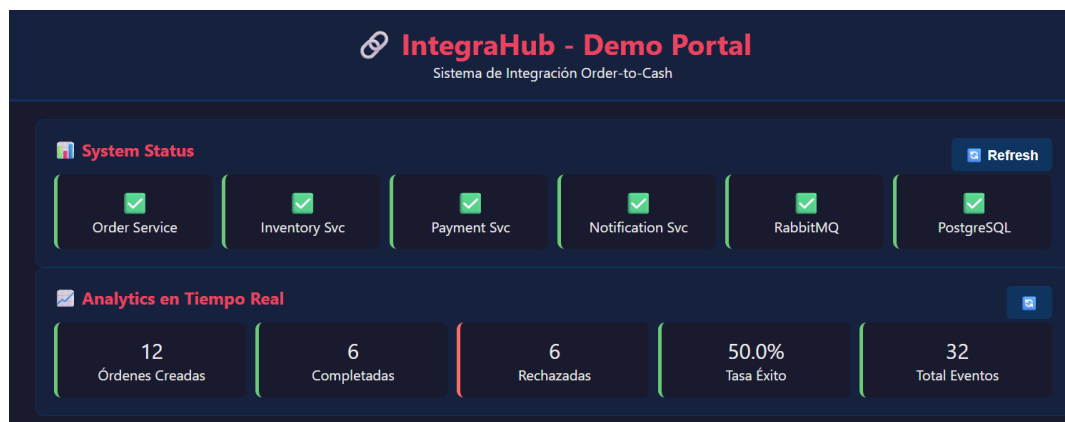 IntegraHub - Demo Portal
Sistema de Integración Order-to-Cash
System Status
Refresh
Order Service
Inventory Svc
Payment Svc
Notification Svc
RabbitMQ
PostgreSQL
Analytics en Tiempo Real
12
Órdenes Creadas
6
Completadas
6
Rechazadas
50.0%
Tasa Éxito
32
Total Eventos